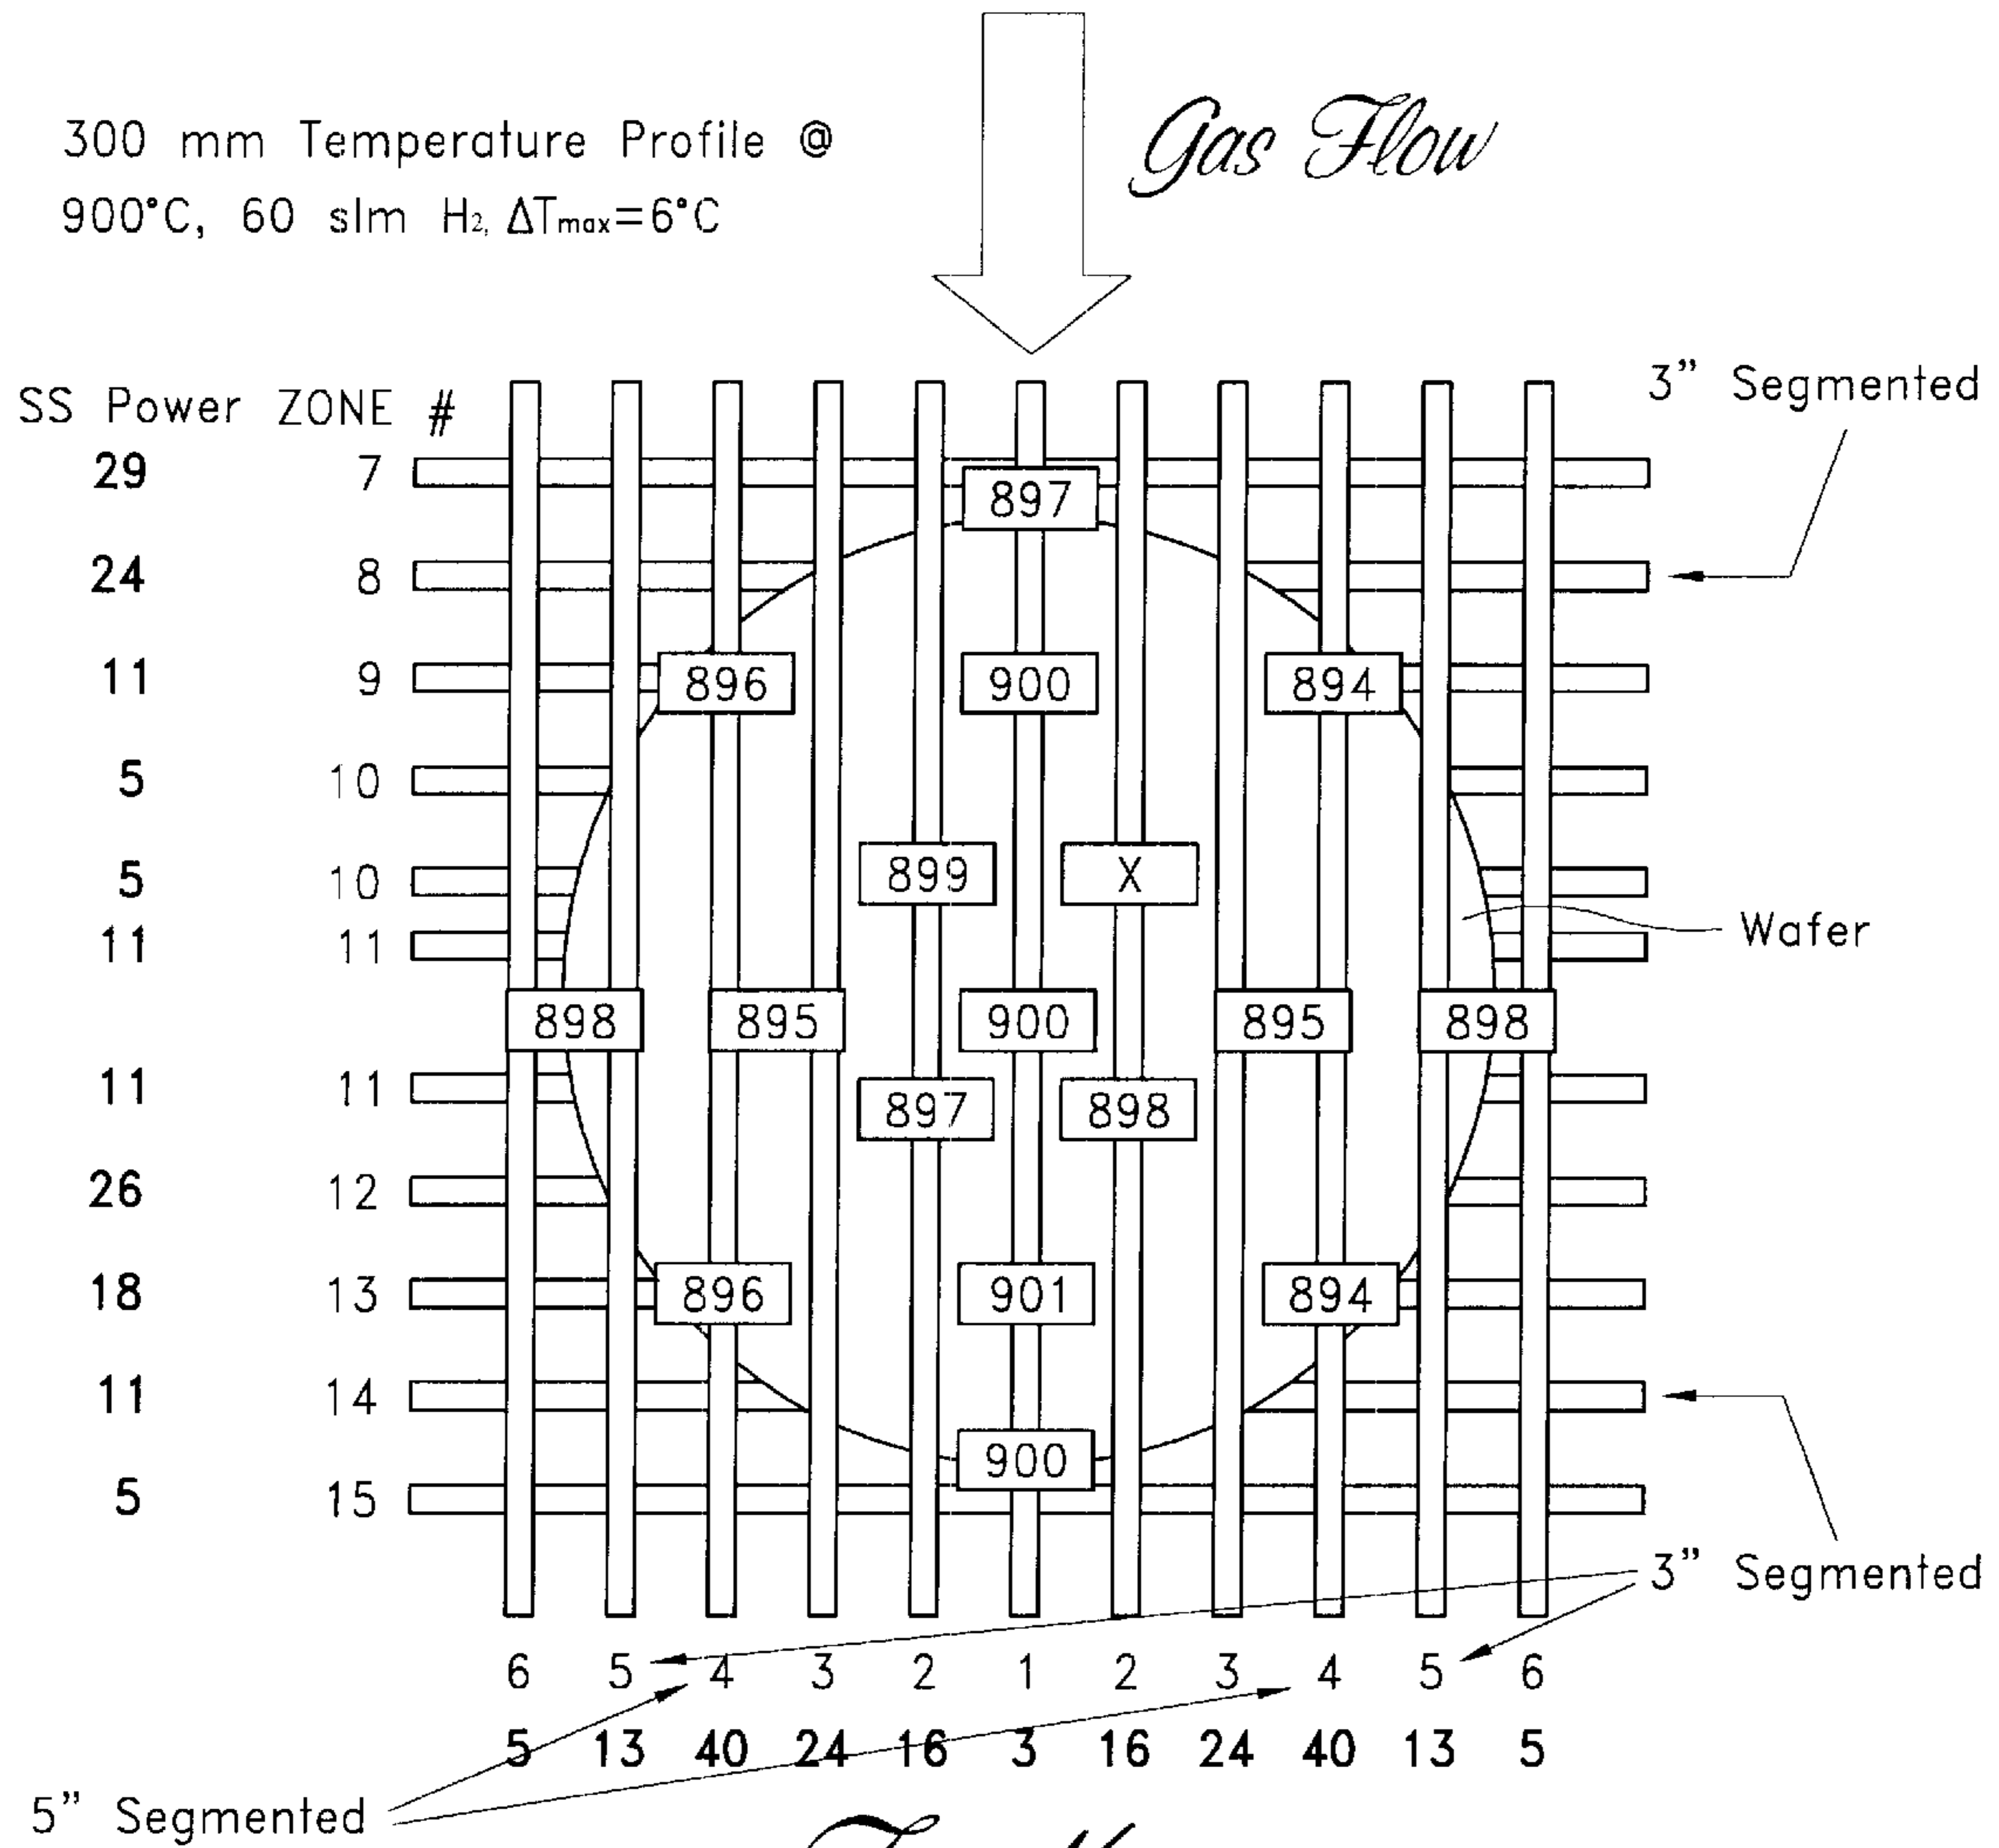 Gas Flow
300 mm Temperature Profile @
900°C, 60 slm H₂, ΔTmax=6°C
3” Segmented
SS Power ZONE #
29 7
897
24 8
11 9
896 900 894
5 10
5 10
899 X
11 11
Wafer
898 895 900 895 898
11 11
897 898
26 12
18 13
896 901 894
11 14
900
5 15
3” Segmented
6 5 4 3 2 1 2 3 4 5 6
5 13 40 24 16 3 16 24 40 13 5
5” Segmented